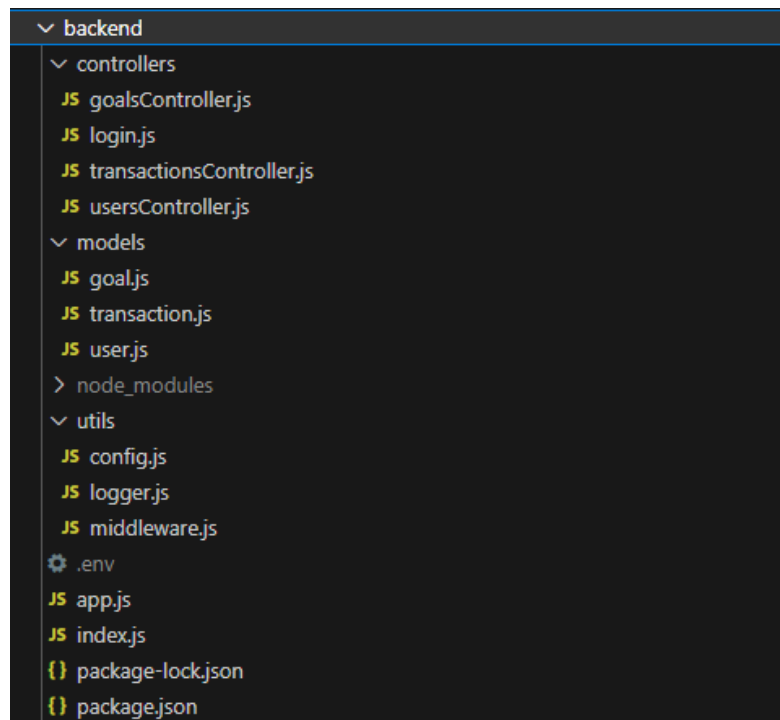 backend
controllers
JS goalsController.js
JS login.js
JS transactionsController.js
JS usersController.js
models
JS goal.js
JS transaction.js
JS user.js
node_modules
utils
JS config.js
JS logger.js
JS middleware.js
.env
JS app.js
JS index.js
{} package-lock.json
{} package.json